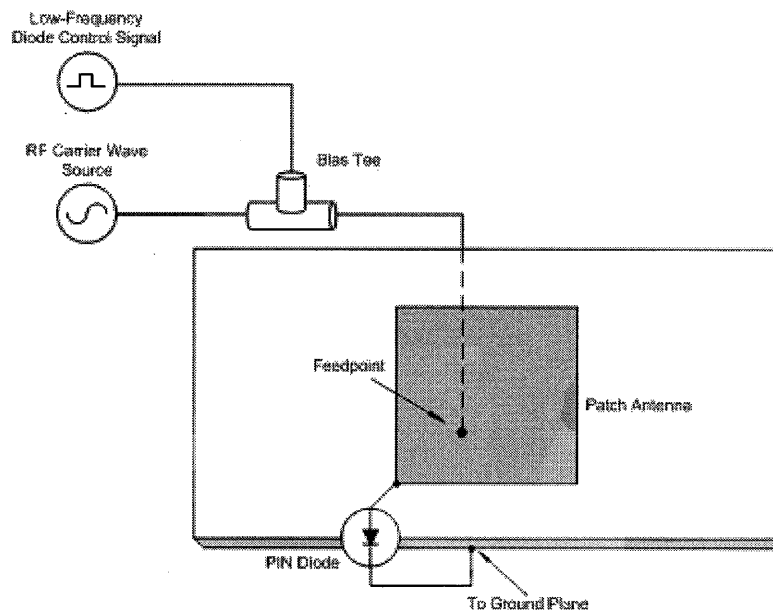 Low-Frequency
Diode Control Signal
RF Carrier Wave
Source
Bias Tee
Feedpoint
Patch Antenna
PIN Diode
To Ground Plane